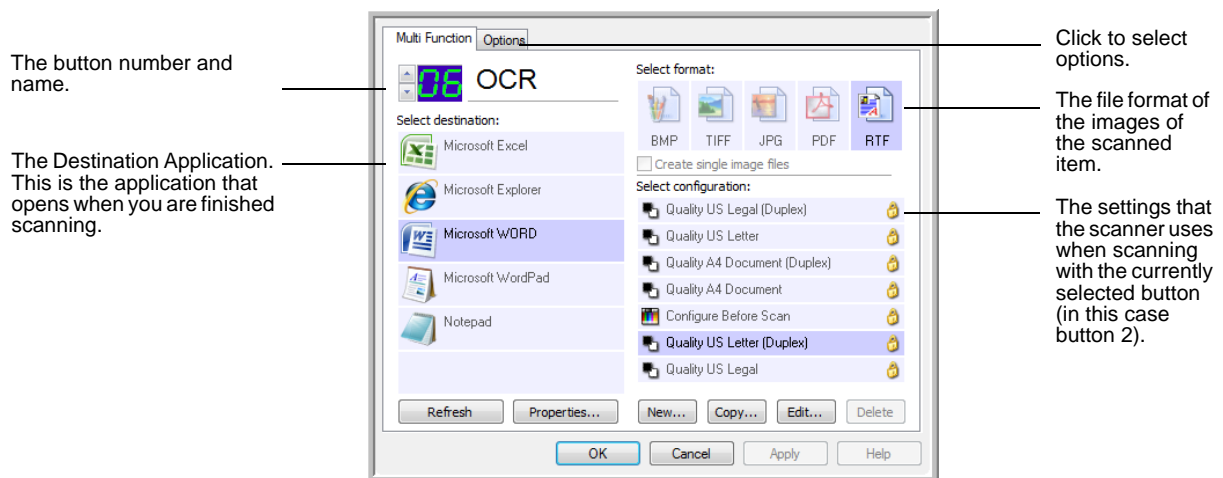 The button number and
name.
The Destination Application.
This is the application that
opens when you are finished
scanning.
Multi Function
Options
06
OCR
Select destination:
Microsoft Excel
Microsoft Explorer
Microsoft WORD
Microsoft WordPad
Notepad
Refresh
Properties...
Select format:
BMP TIFF JPG PDF RTF
Create single image files
Select configuration:
Quality US Legal (Duplex)
Quality US Letter
Quality A4 Document (Duplex)
Quality A4 Document
Configure Before Scan
Quality US Letter (Duplex)
Quality US Legal
New... Copy... Edit... Delete
OK Cancel Apply Help
Click to select
options.
The file format of
the images of
the scanned
item.
The settings that
the scanner uses
when scanning
with the currently
selected button
(in this case
button 2).